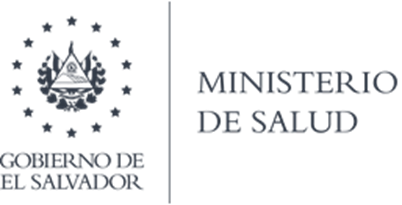 GOBIERNO DE
EL SALVADOR
MINISTERIO
DE SALUD